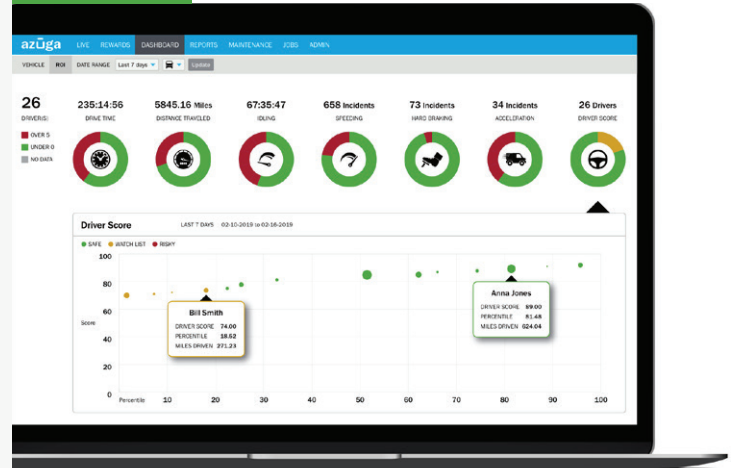 azūga LIVE REWARDS DASHBOARD REPORTS MAINTENANCE JOBS ADMIN
VEHICLE ROI DATE RANGE Last 7 days Update
26 235:14:56 5845.16 Miles 67:35:47 658 Incidents 73 Incidents 34 Incidents 26 Drivers
DRIVER(S) DRIVE TIME DISTANCE TRAVELED IDLING SPEEDING HARD BRAKING ACCELERATION DRIVER SCORE
OVER 5
UNDER 0
NO DATA
Driver Score LAST 7 DAYS 02-10-2019 to 02-16-2019
SAFE WATCH LIST RISKY
100
80
60
Score
40
20
0
Bill Smith
DRIVER SCORE 74.00
PERCENTILE 18.52
MILES DRIVEN 271.23
Anna Jones
DRIVER SCORE 89.00
PERCENTILE 81.48
MILES DRIVEN 624.04
Percentile 10 20 30 40 50 60 70 80 90 100